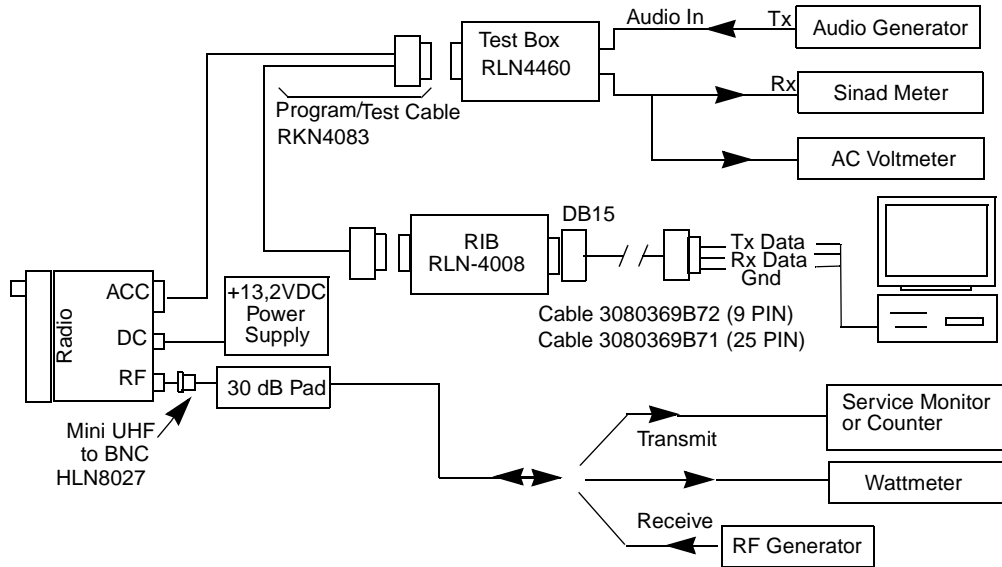 Audio In
Tx
Audio Generator
Test Box
RLN4460
Rx
Sinad Meter
Program/Test Cable
RKN4083
AC Voltmeter
DB15
RIB
RLN-4008
Tx Data
Rx Data
Gnd
Cable 3080369B72 (9 PIN)
Cable 3080369B71 (25 PIN)
Radio
ACC
DC
RF
+13,2VDC
Power
Supply
30 dB Pad
Mini UHF
to BNC
HLN8027
Transmit
Service Monitor
or Counter
Wattmeter
Receive
RF Generator